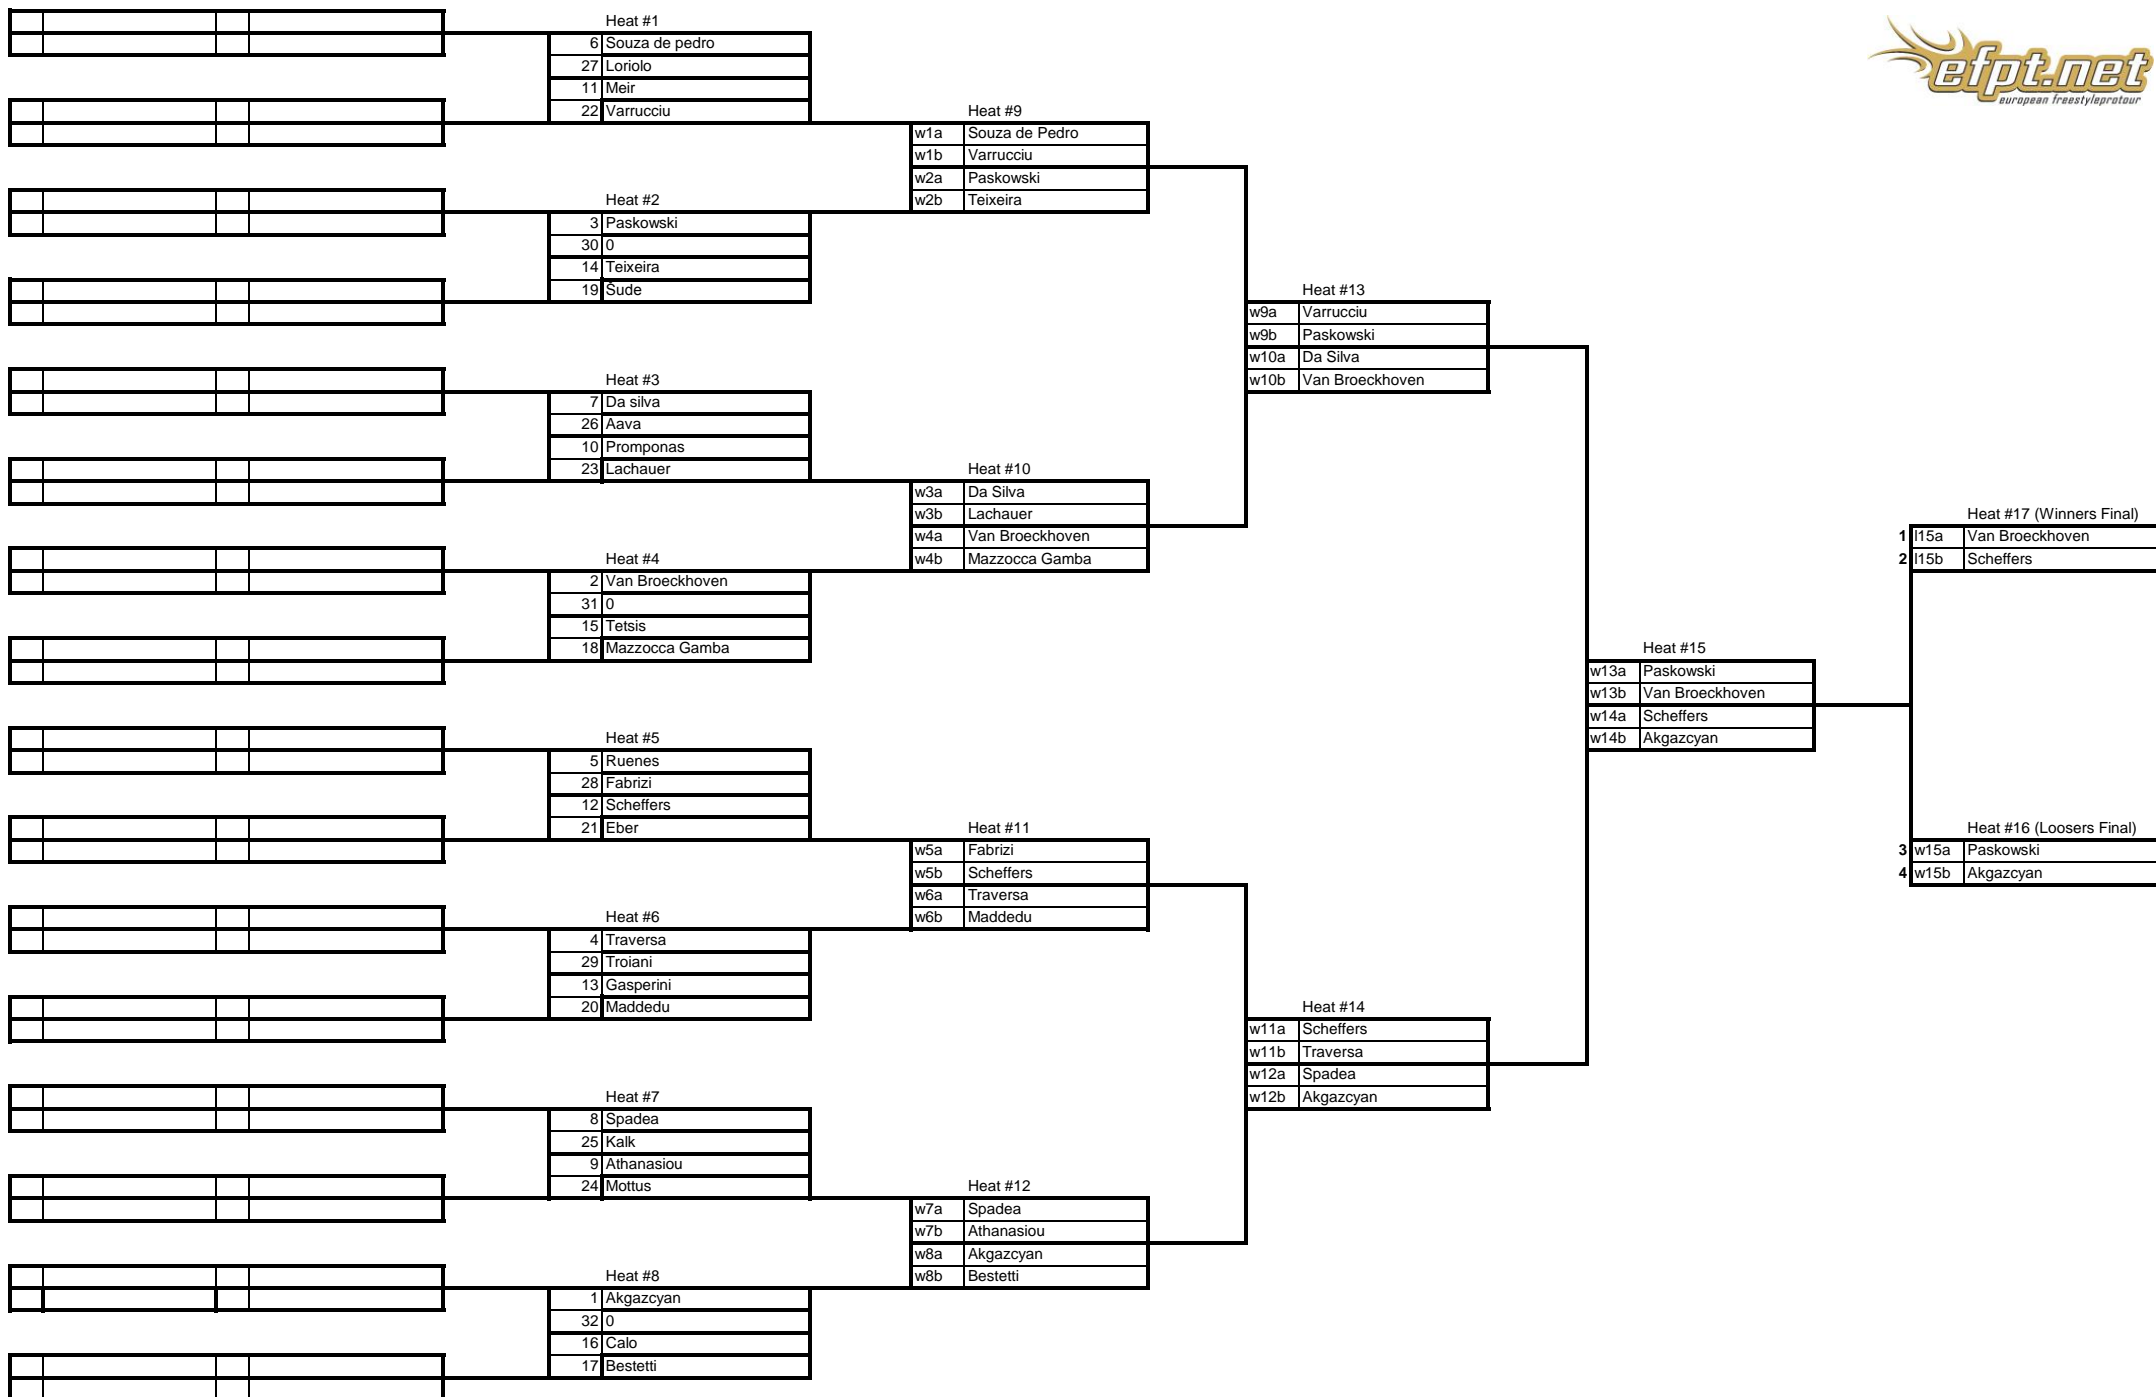 efpt.net
european freestyleprotour
Heat #1
6 Souza de pedro
27 Loriolo
11 Meir
22 Varrucciu
Heat #2
3 Paskowski
30 0
14 Teixeira
19 Šude
Heat #3
7 Da silva
26 Aava
10 Promponas
23 Lachauer
Heat #4
2 Van Broeckhoven
31 0
15 Tetsis
18 Mazzocca Gamba
Heat #5
5 Ruenes
28 Fabrizi
12 Scheffers
21 Eber
Heat #6
4 Traversa
29 Troiani
13 Gasperini
20 Maddedu
Heat #7
8 Spadea
25 Kalk
9 Athanasiou
24 Mottus
Heat #8
1 Akgazcyan
32 0
16 Calo
17 Bestetti
Heat #9
w1a Souza de Pedro
w1b Varrucciu
w2a Paskowski
w2b Teixeira
Heat #10
w3a Da Silva
w3b Lachauer
w4a Van Broeckhoven
w4b Mazzocca Gamba
Heat #11
w5a Fabrizi
w5b Scheffers
w6a Traversa
w6b Maddedu
Heat #12
w7a Spadea
w7b Athanasiou
w8a Akgazcyan
w8b Bestetti
Heat #13
w9a Varrucciu
w9b Paskowski
w10a Da Silva
w10b Van Broeckhoven
Heat #14
w11a Scheffers
w11b Traversa
w12a Spadea
w12b Akgazcyan
Heat #15
w13a Paskowski
w13b Van Broeckhoven
w14a Scheffers
w14b Akgazcyan
Heat #17 (Winners Final)
1 l15a Van Broeckhoven
2 l15b Scheffers
Heat #16 (Loosers Final)
3 w15a Paskowski
4 w15b Akgazcyan